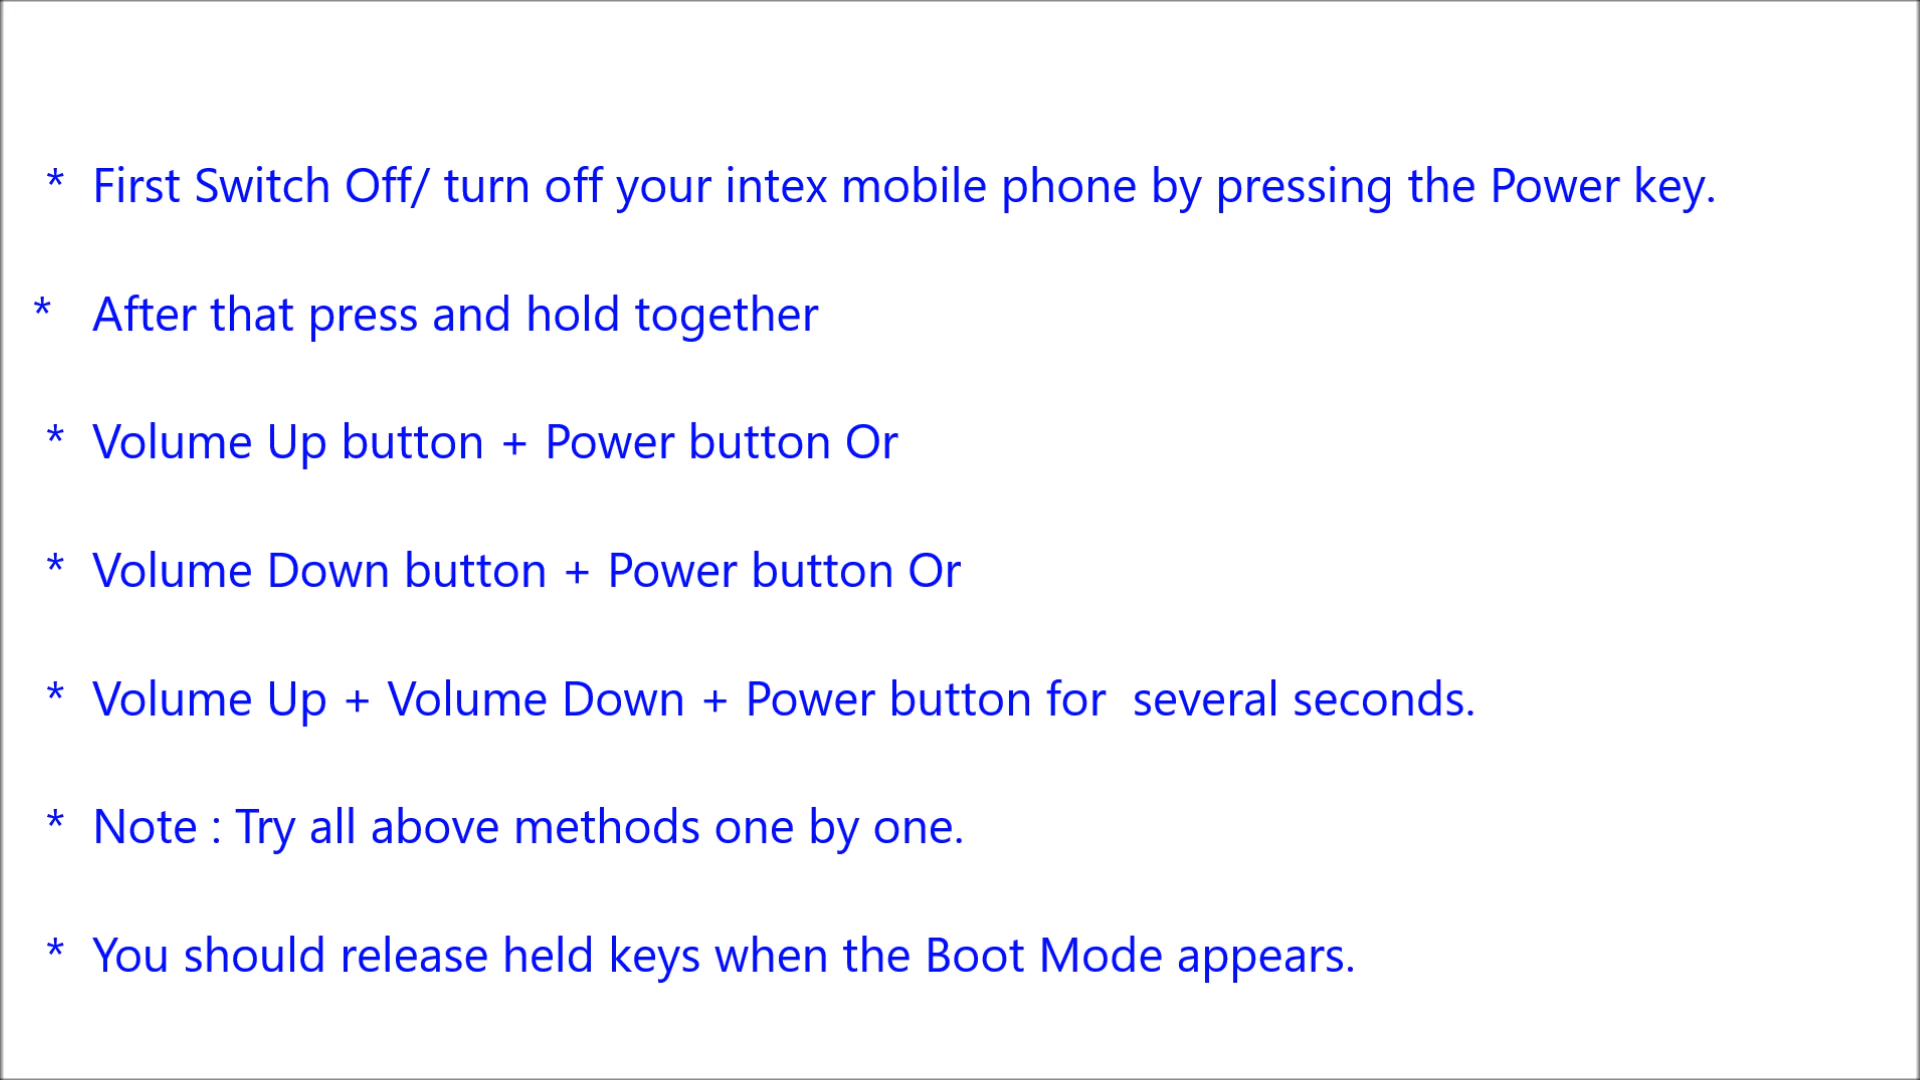 * First Switch Off/ turn off your intex mobile phone by pressing the Power key.
* After that press and hold together
* Volume Up button + Power button Or
* Volume Down button + Power button Or
* Volume Up + Volume Down + Power button for  several seconds.
* Note : Try all above methods one by one.
* You should release held keys when the Boot Mode appears.